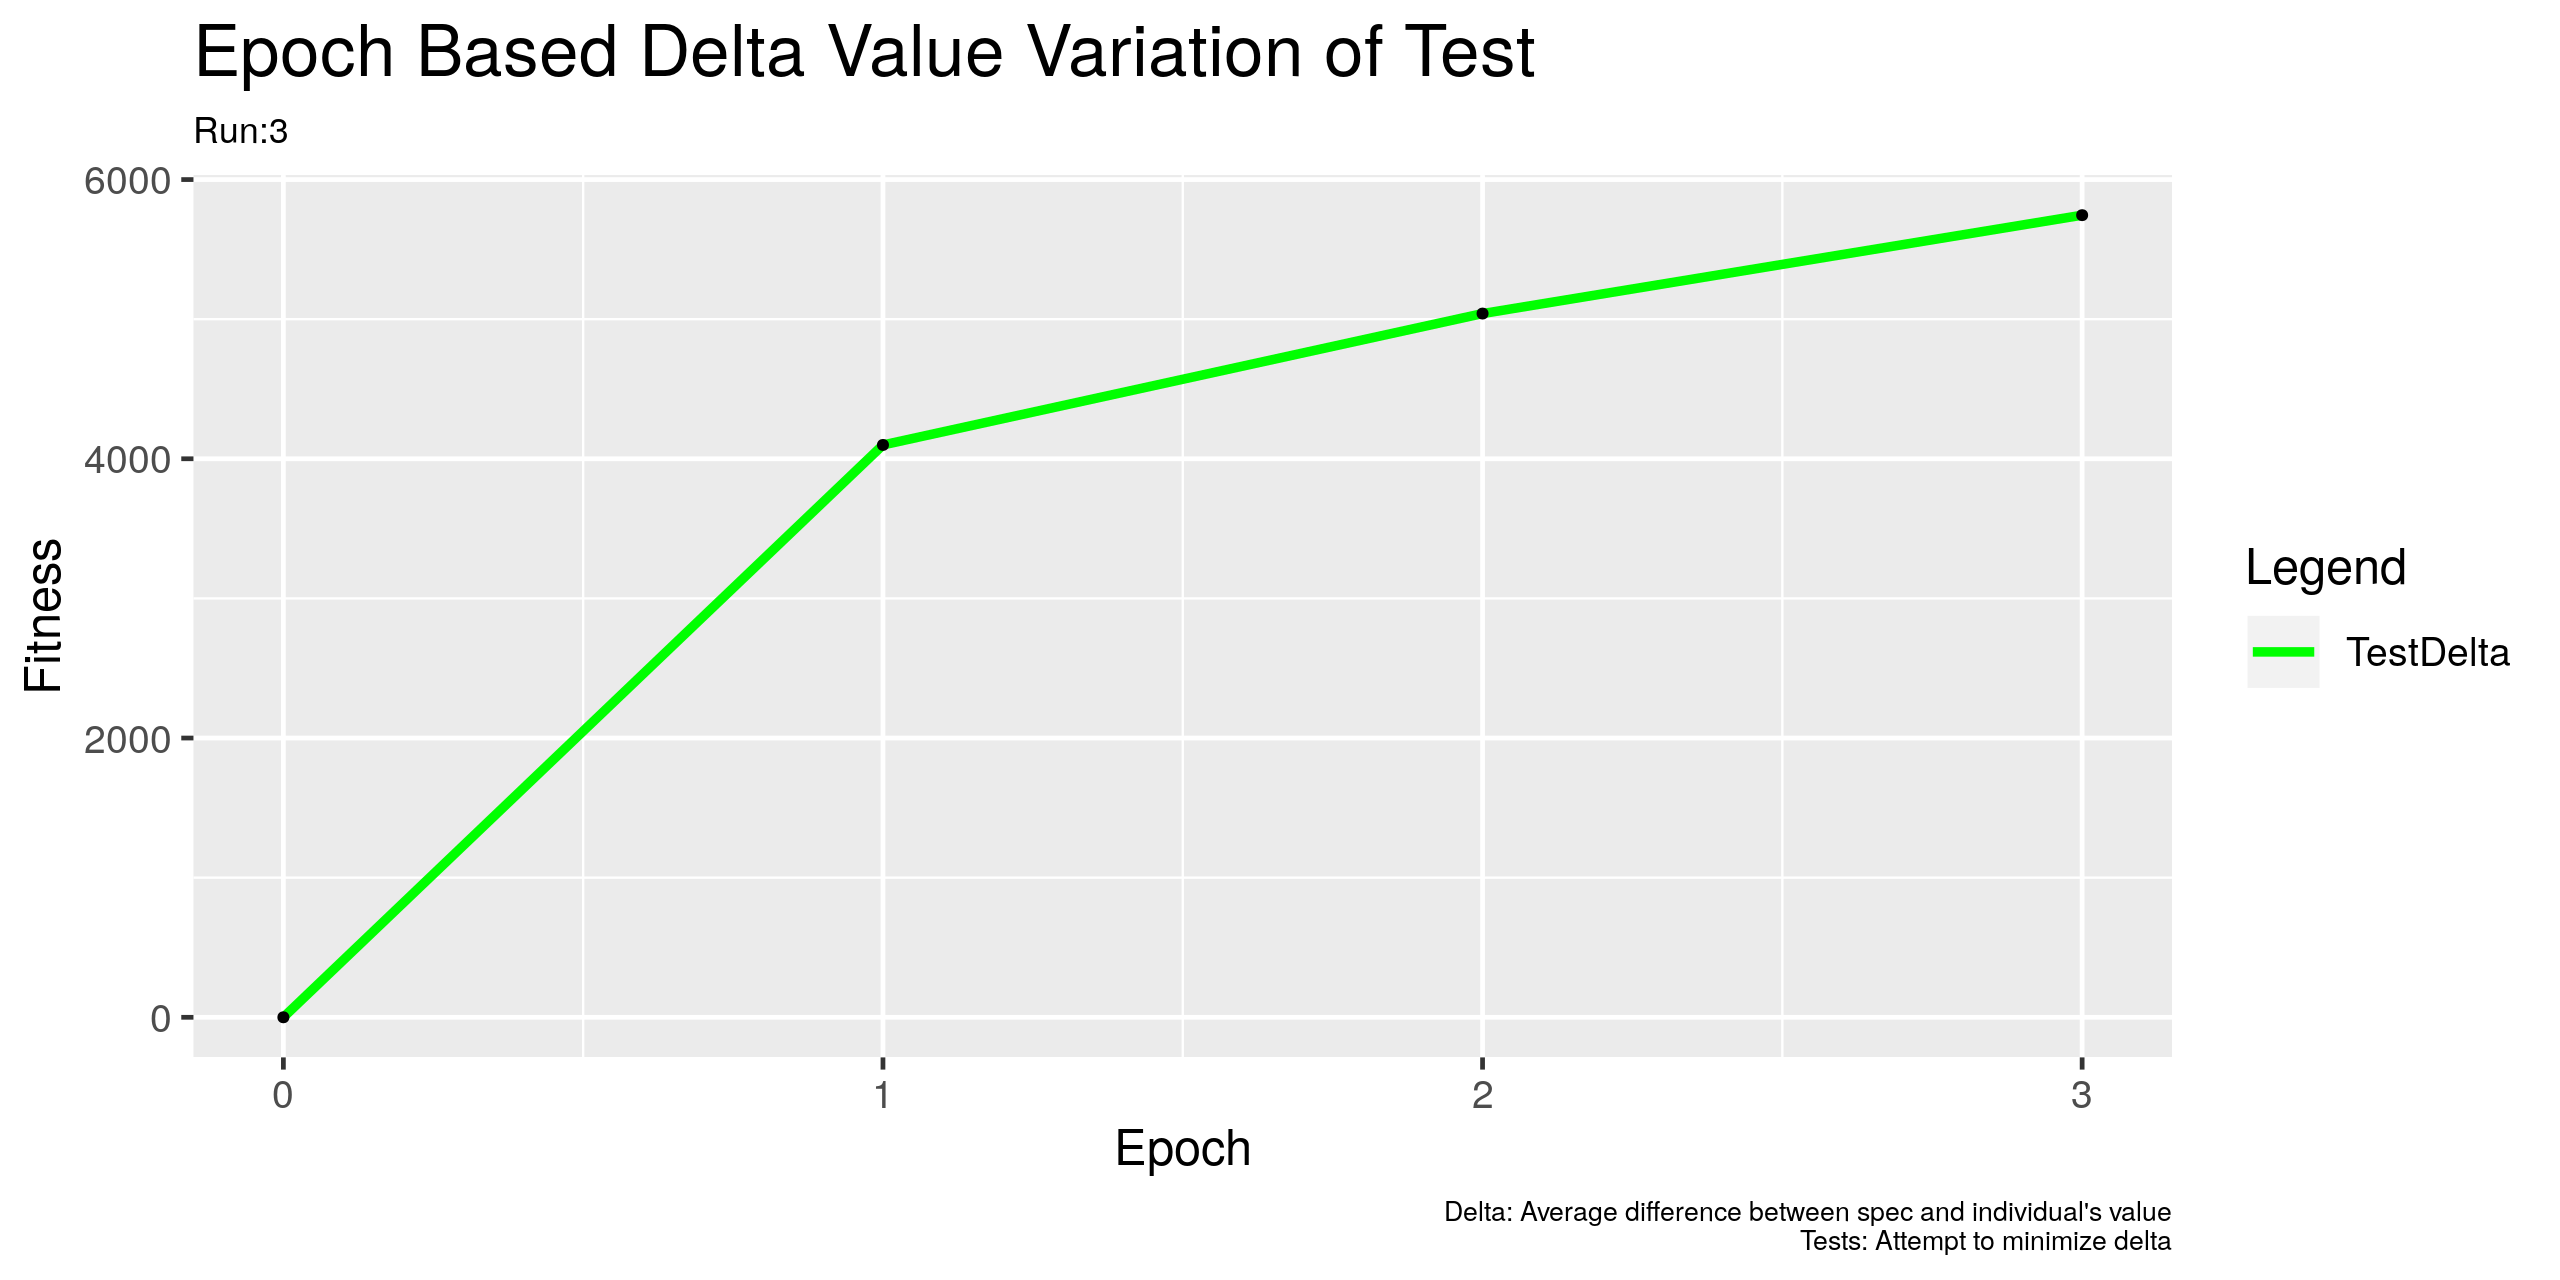 Epoch Based Delta Value Variation of Test
Run:3
6000
4000
2000
0
Fitness
0 1 2 3
Epoch
Legend
TestDelta
Delta: Average difference between spec and individual's value
Tests: Attempt to minimize delta